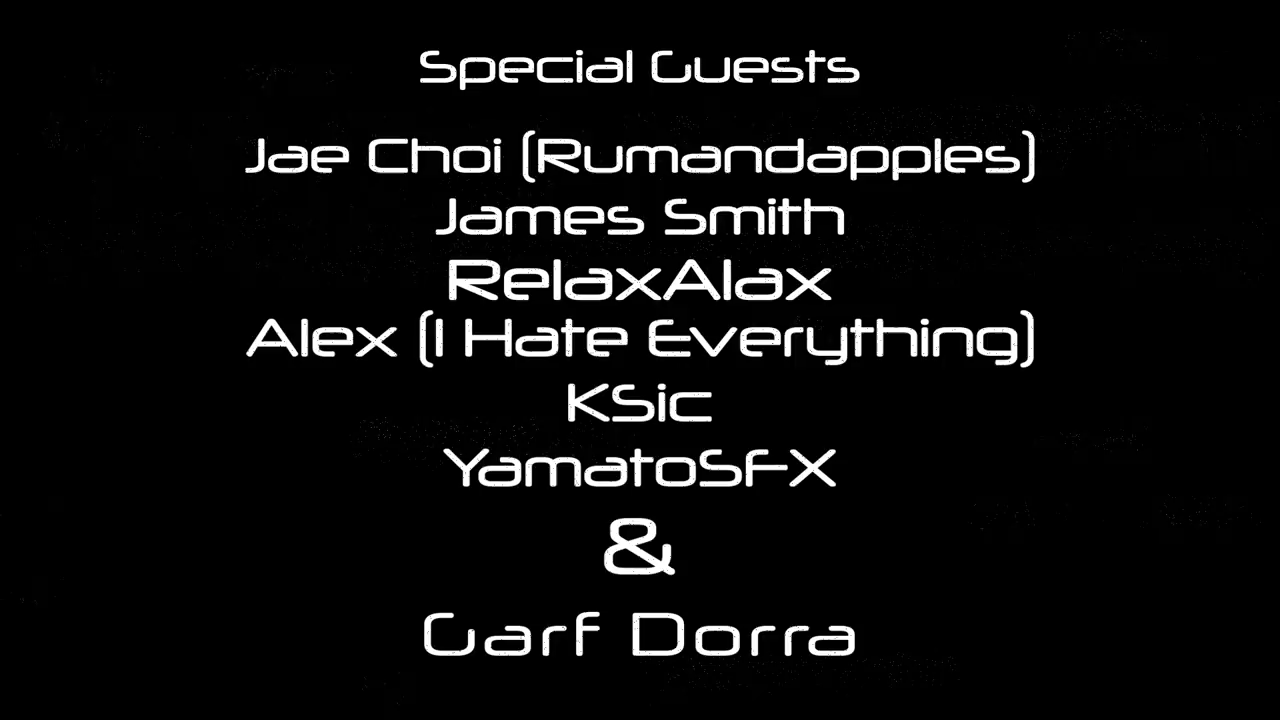 Special Guests
Jae Choi (Rumandapples)
James Smith
RelaxAlax
Alex (I Hate Everything)
KSic
YamatoSFX
&
Garf Dorra